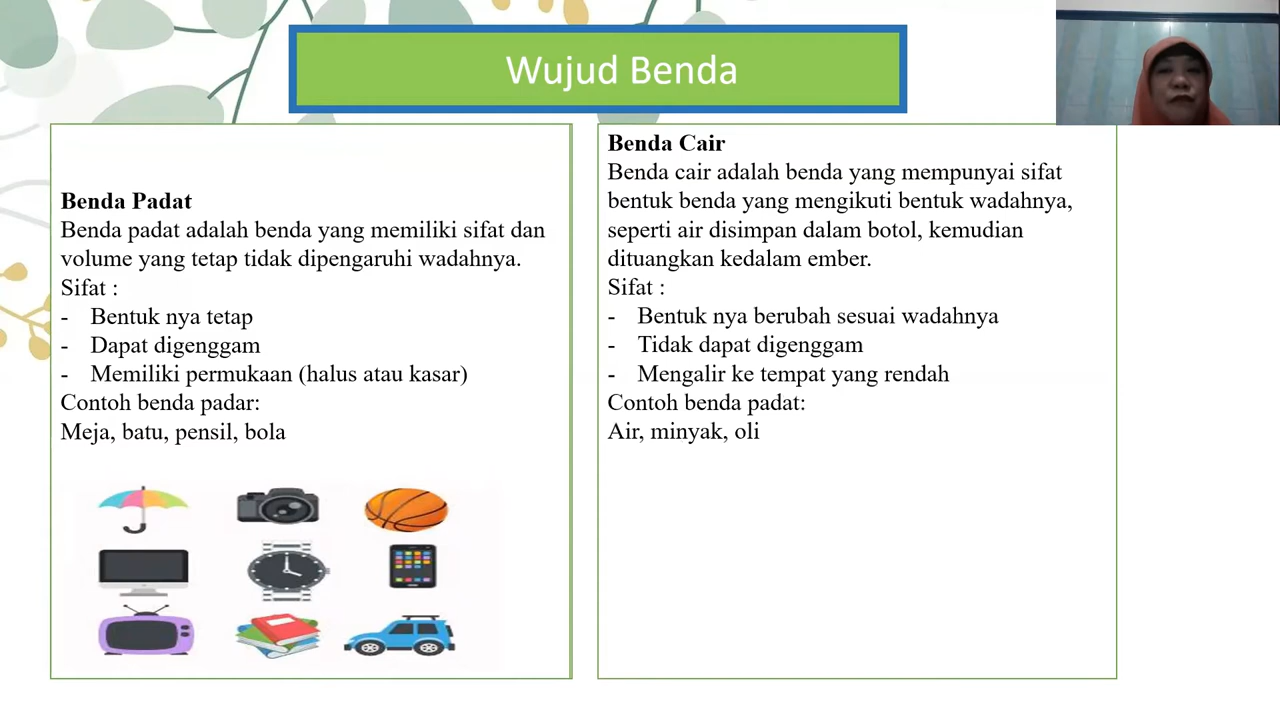 Wujud Benda
Benda Padat
Benda padat adalah benda yang memiliki sifat dan
volume yang tetap tidak dipengaruhi wadahnya.
Sifat :
- Bentuk nya tetap
- Dapat digenggam
- Memiliki permukaan (halus atau kasar)
Contoh benda padar:
Meja, batu, pensil, bola
Benda Cair
Benda cair adalah benda yang mempunyai sifat
bentuk benda yang mengikuti bentuk wadahnya,
seperti air disimpan dalam botol, kemudian
dituangkan kedalam ember.
Sifat :
- Bentuk nya berubah sesuai wadahnya
- Tidak dapat digenggam
- Mengalir ke tempat yang rendah
Contoh benda padat:
Air, minyak, oli